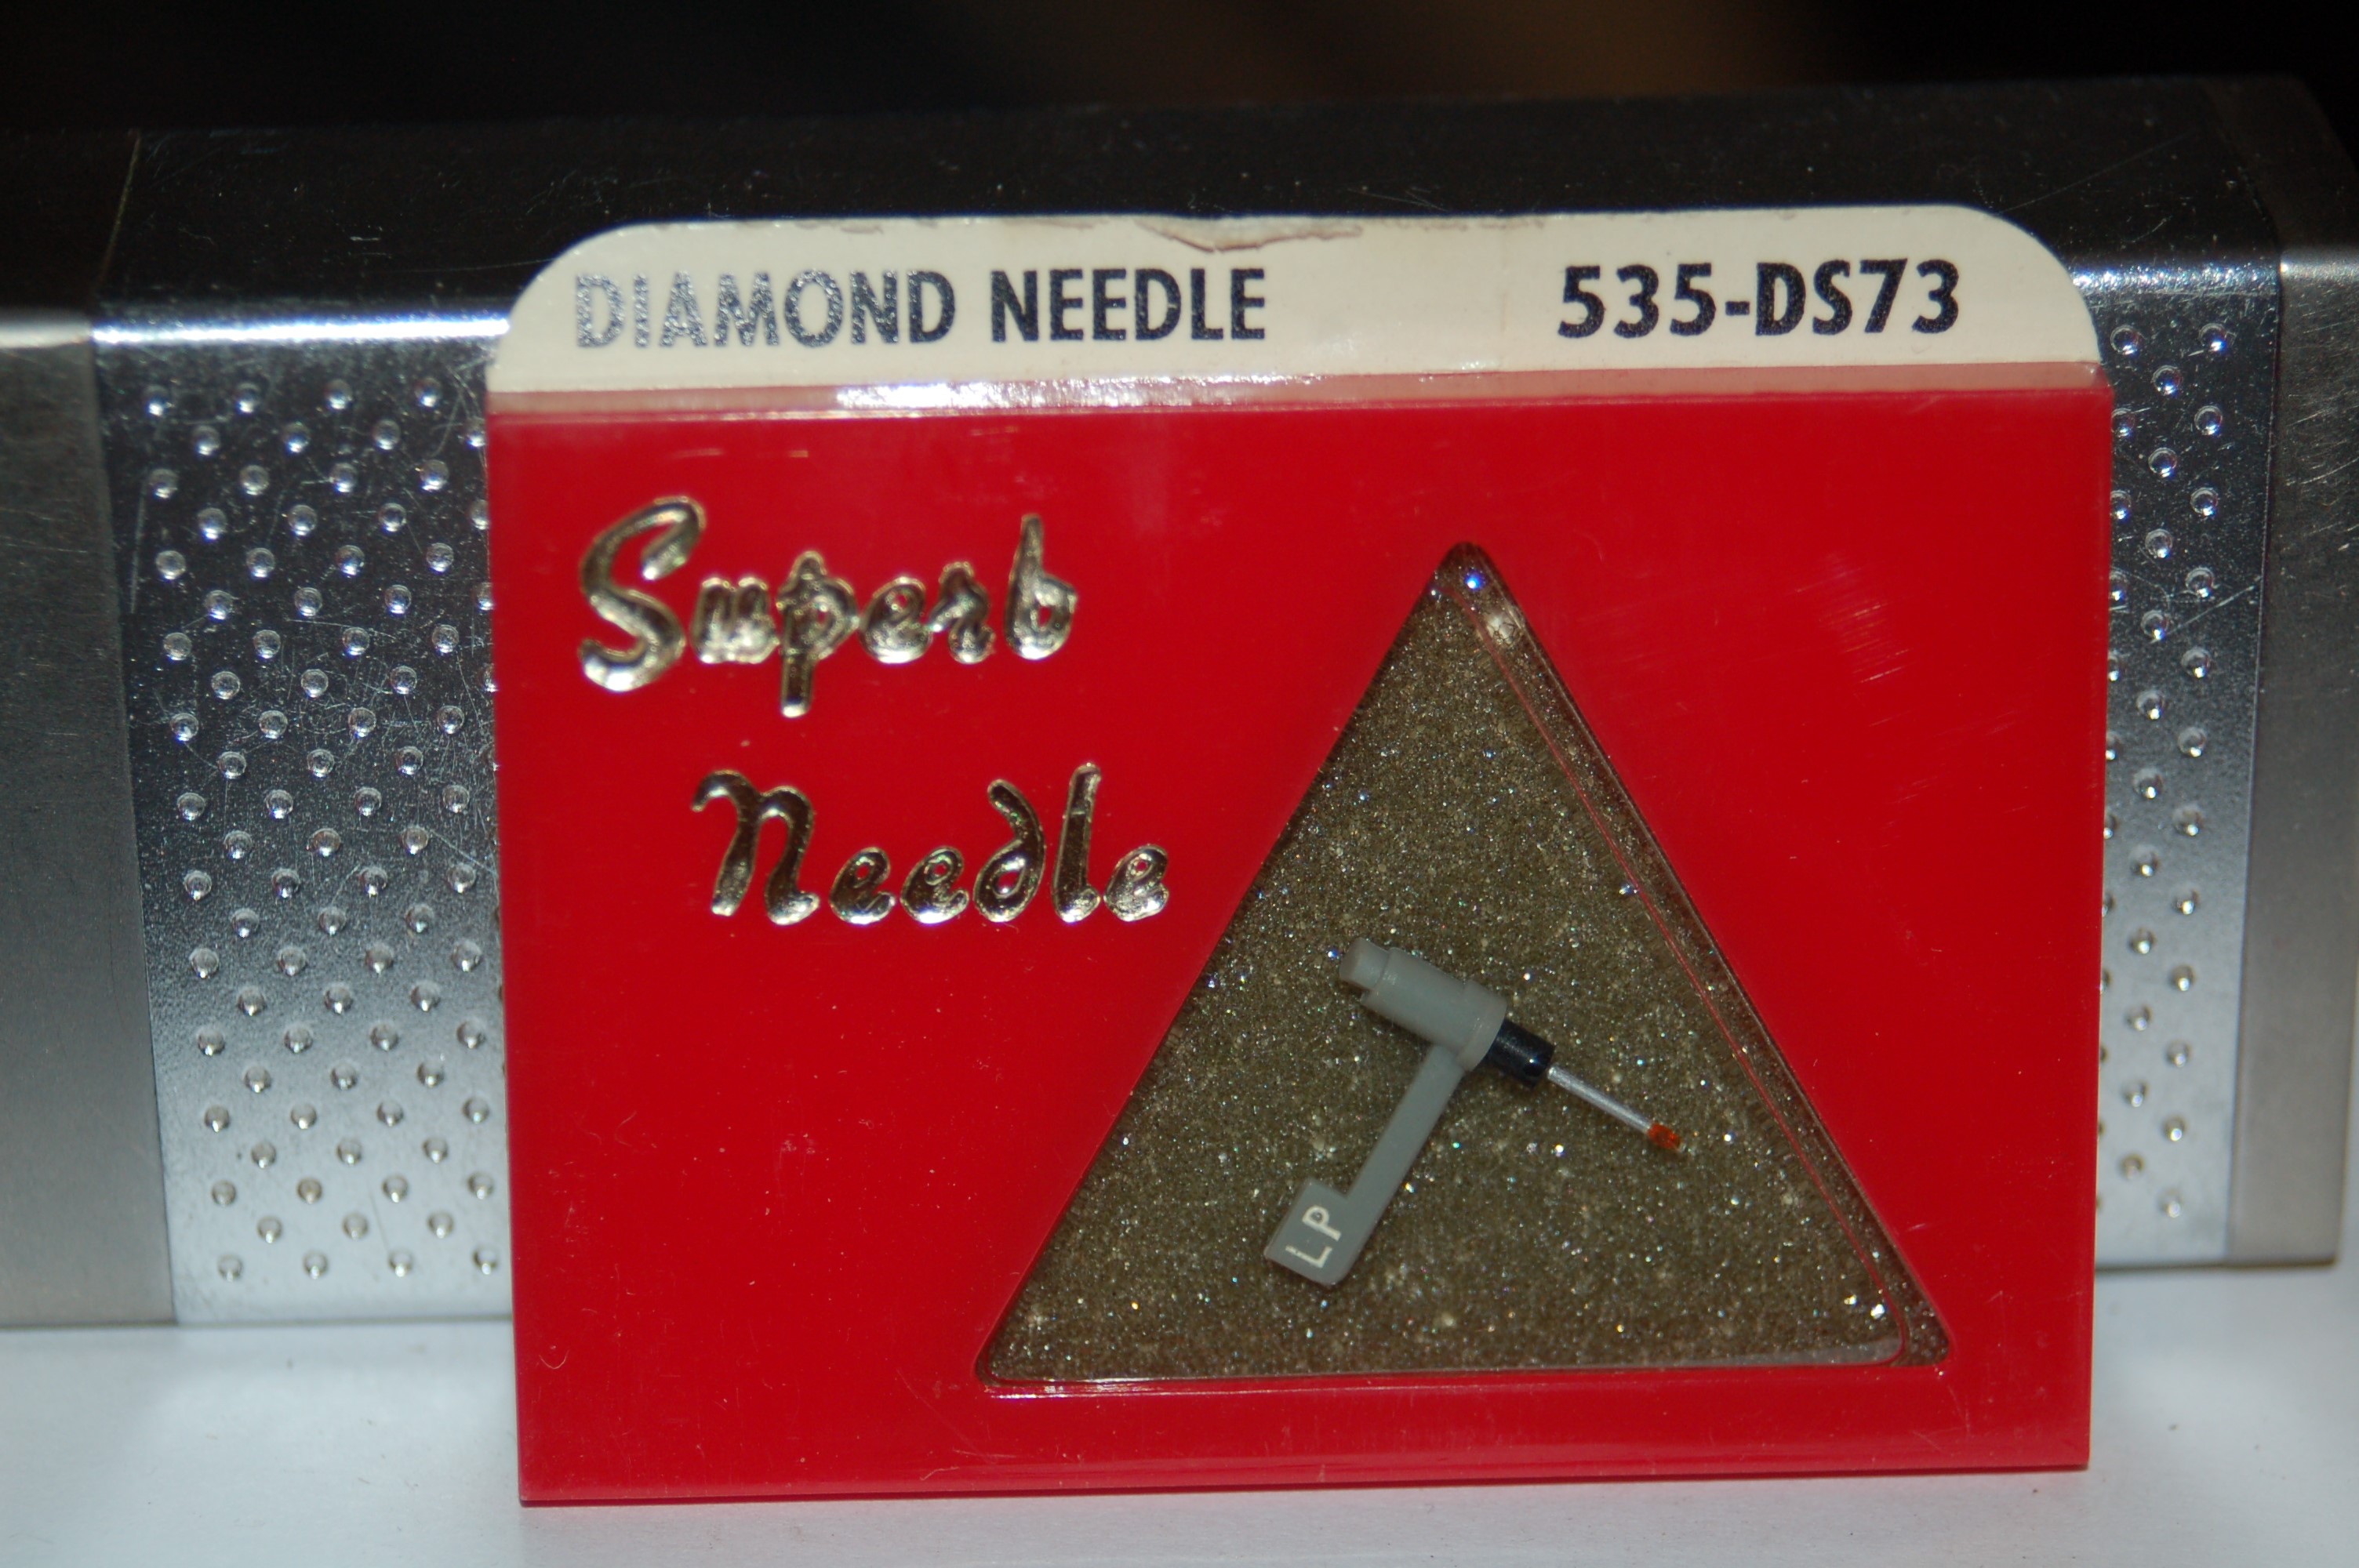 DIAMOND NEEDLE 535-DS73
Superb
Needle
LP